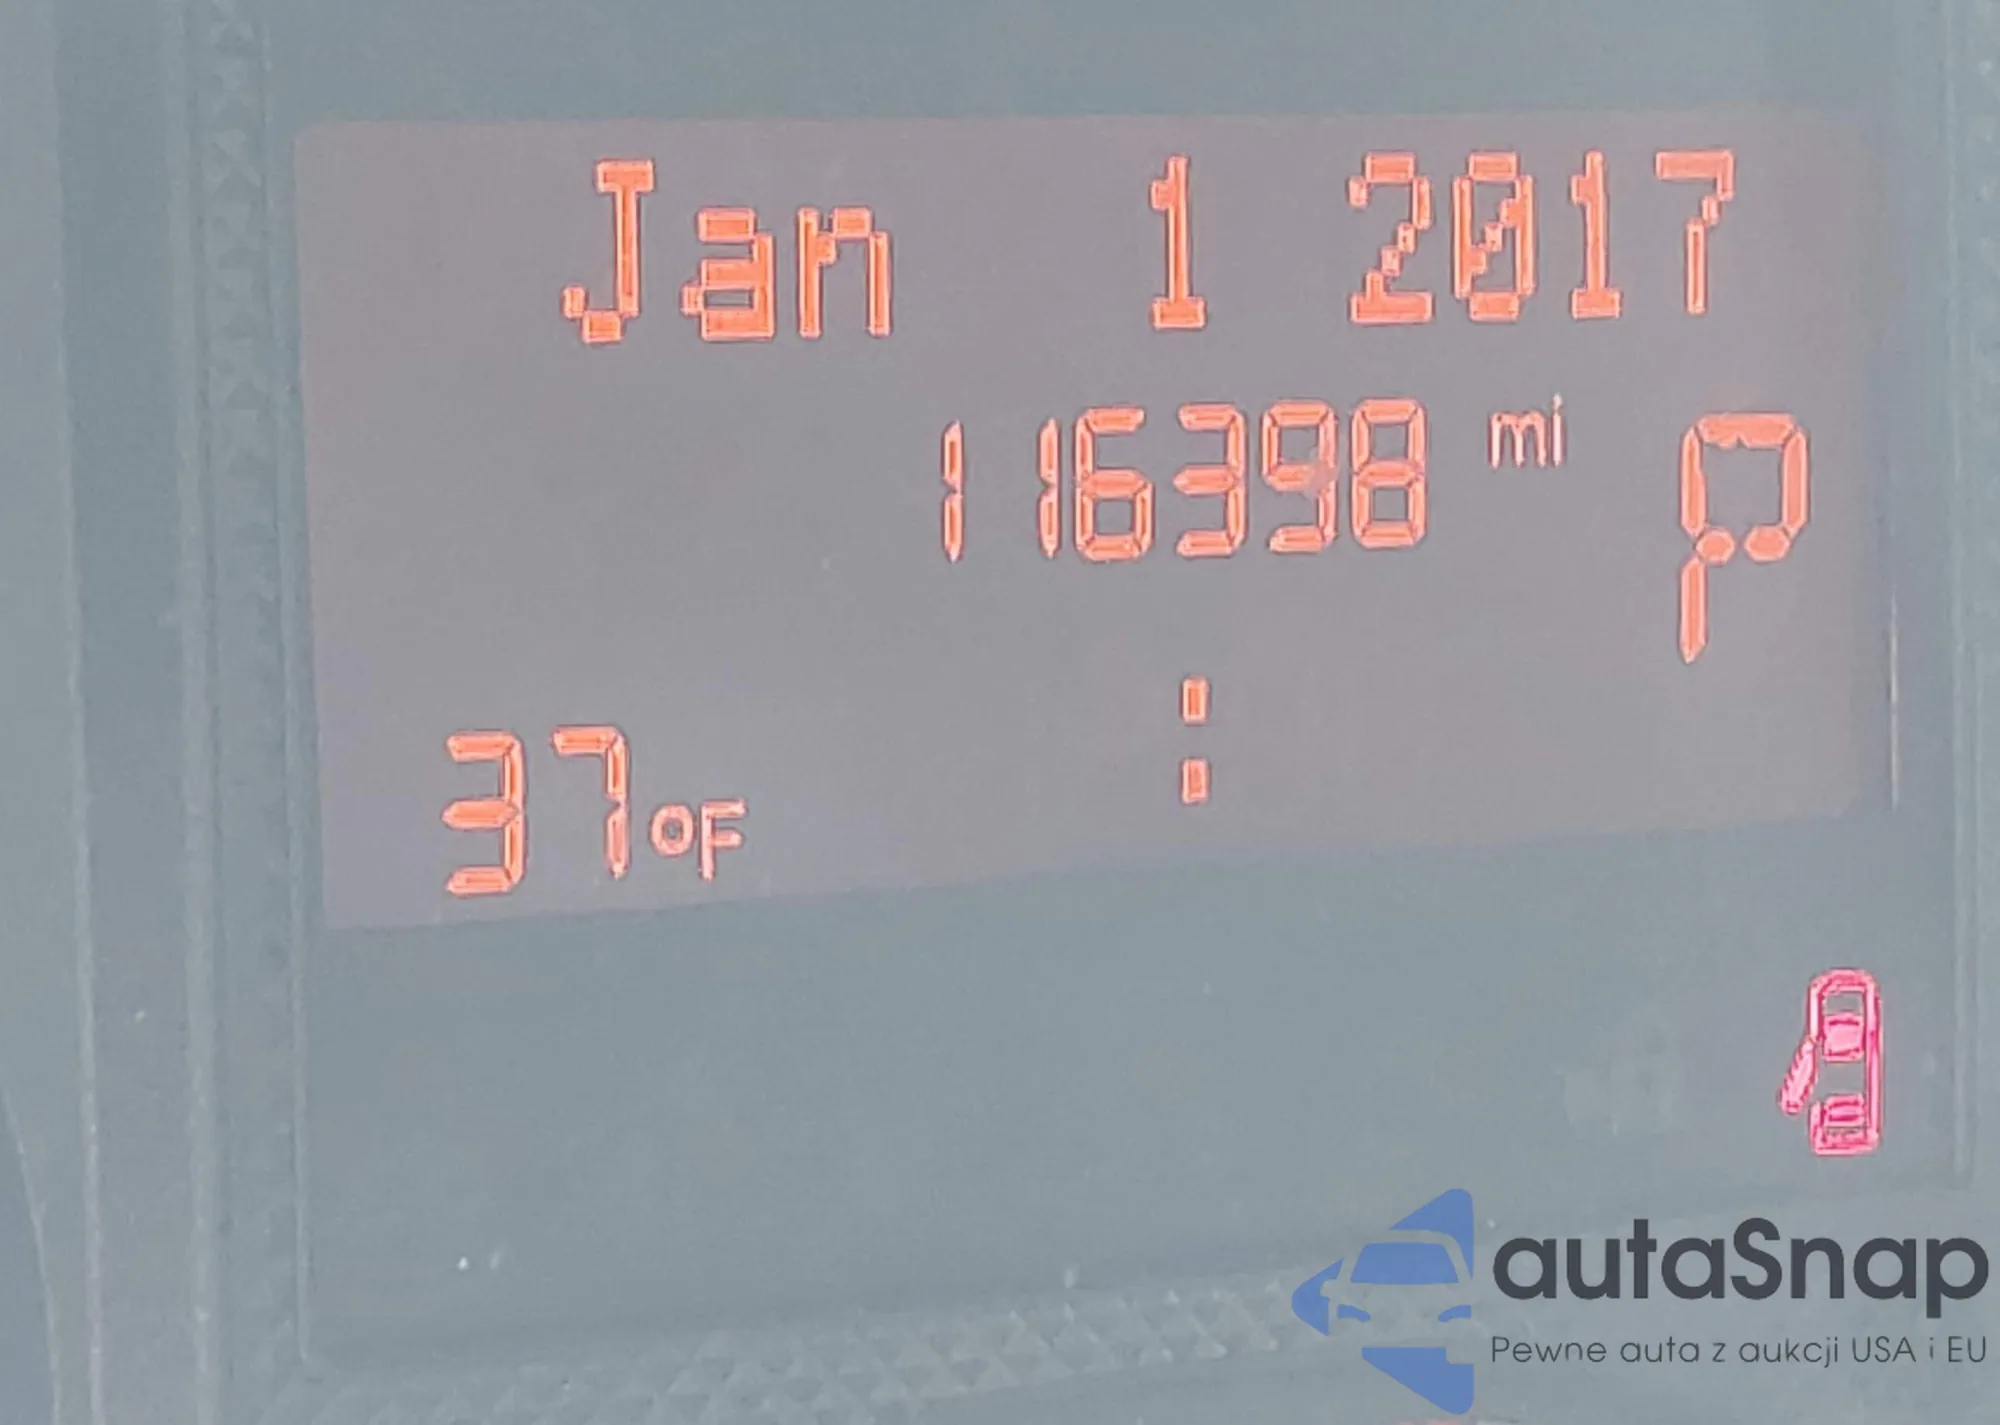 Jan 1 2017
116398 mi P
37°F :
autaSnap
Pewne auta z aukcji USA i EU